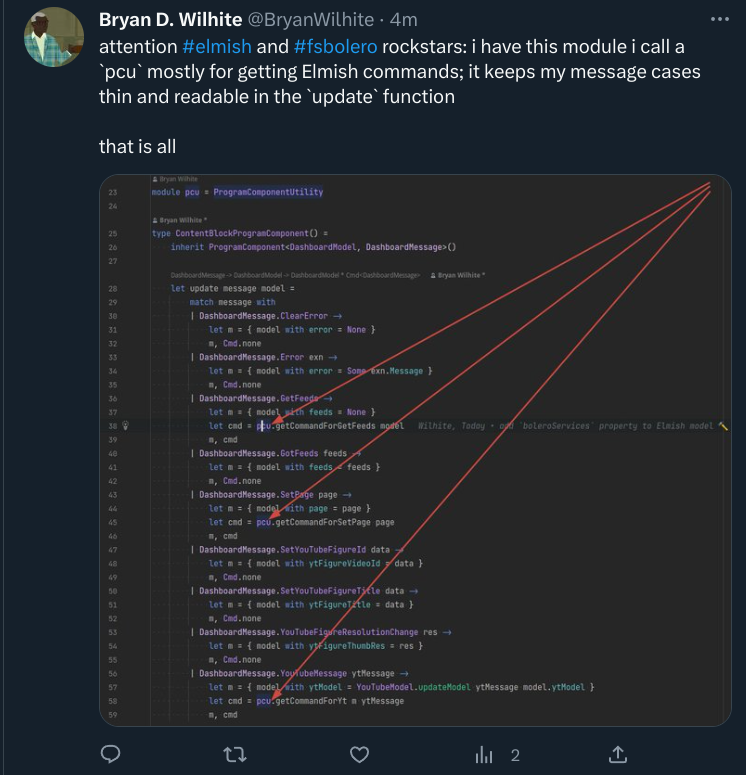 Bryan D. Wilhite @BryanWilhite · 4m
attention #elmish and #fsbolero rockstars: i have this module i call a
`pcu` mostly for getting Elmish commands; it keeps my message cases
thin and readable in the `update` function
that is all
Bryan Wilhite
23 module pcu = ProgramComponentUtility
24
Bryan Wilhite *
25 type ContentBlockProgramComponent() =
26 inherit ProgramComponent<DashboardModel, DashboardMessage>()
27
DashboardMessage -> DashboardModel -> DashboardModel * Cmd<DashboardMessage> Bryan Wilhite *
28 let update message model =
29 match message with
30 | DashboardMessage.ClearError →
31 let m = { model with error = None }
32 m, Cmd.none
33 | DashboardMessage.Error exn →
34 let m = { model with error = Some exn.Message }
35 m, Cmd.none
36 | DashboardMessage.GetFeeds →
37 let m = { model with feeds = None }
38 let cmd = pcu.getCommandForGetFeeds model Wilhite, Today • add `boleroServices` property to Elmish model
39 m, cmd
40 | DashboardMessage.GotFeeds feeds →
41 let m = { model with feeds = feeds }
42 m, Cmd.none
43 | DashboardMessage.SetPage page →
44 let m = { model with page = page }
45 let cmd = pcu.getCommandForSetPage page
46 m, cmd
47 | DashboardMessage.SetYouTubeFigureId data →
48 let m = { model with ytFigureVideoId = data }
49 m, Cmd.none
50 | DashboardMessage.SetYouTubeFigureTitle data →
51 let m = { model with ytFigureTitle = data }
52 m, Cmd.none
53 | DashboardMessage.YouTubeFigureResolutionChange res →
54 let m = { model with ytFigureThumbRes = res }
55 m, Cmd.none
56 | DashboardMessage.YouTubeMessage ytMessage →
57 let m = { model with ytModel = YouTubeModel.updateModel ytMessage model.ytModel }
58 let cmd = pcu.getCommandForYt m ytMessage
59 m, cmd
2